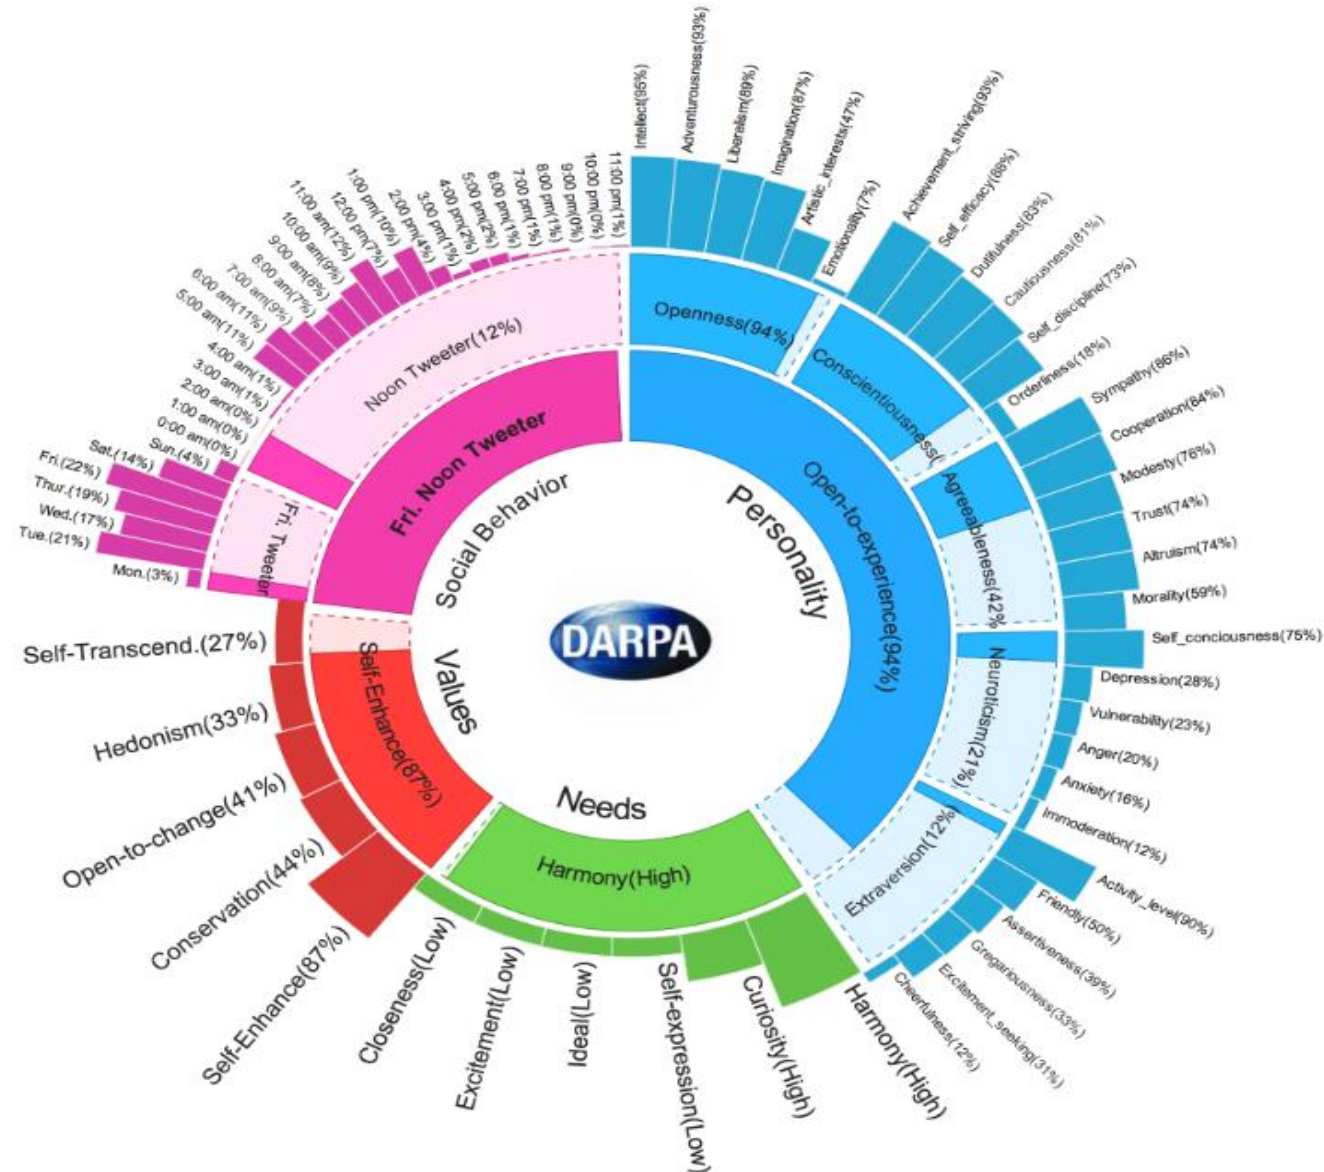 DARPA
Personality
Open-to-experience(94%)
Openness(94%)
Intellect(95%)
Adventurousness(93%)
Liberalism(89%)
Imagination(87%)
Artistic_interests(47%)
Emotionality(7%)
Conscientiousness(
Achievement_striving(93%)
Self_efficacy(88%)
Dutifulness(83%)
Cautiousness(81%)
Self_discipline(73%)
Orderliness(18%)
Agreeableness(42%
Sympathy(86%)
Cooperation(84%)
Modesty(76%)
Trust(74%)
Altruism(74%)
Morality(59%)
Neuroticism(21%)
Self_conciousness(75%)
Depression(28%)
Vulnerability(23%)
Anger(20%)
Anxiety(16%)
Immoderation(12%)
Extraversion(12%)
Activity_level(90%)
Friendly(50%)
Assertiveness(39%)
Gregariousness(33%)
Excitement_seeking(31%)
Cheerfulness(12%)
Needs
Harmony(High)
Harmony(High)
Curiosity(High)
Self-expression(Low)
Ideal(Low)
Excitement(Low)
Closeness(Low)
Values
Self-Enhance(87%)
Self-Enhance(87%)
Conservation(44%)
Open-to-change(41%)
Hedonism(33%)
Self-Transcend.(27%)
Social Behavior
Fri. Noon Tweeter
Fri. Tweeter
Mon.(3%)
Tue.(21%)
Wed.(17%)
Thur.(19%)
Fri.(22%)
Sat.(14%)
Sun.(4%)
Noon Tweeter(12%)
0:00 am(0%)
1:00 am(0%)
2:00 am(0%)
3:00 am(1%)
4:00 am(1%)
5:00 am(11%)
6:00 am(11%)
7:00 am(9%)
8:00 am(7%)
9:00 am(8%)
10:00 am(9%)
11:00 am(12%)
12:00 pm(7%)
1:00 pm(10%)
2:00 pm(4%)
3:00 pm(1%)
4:00 pm(2%)
5:00 pm(2%)
6:00 pm(1%)
7:00 pm(1%)
8:00 pm(1%)
9:00 pm(0%)
10:00 pm(0%)
11:00 pm(1%)